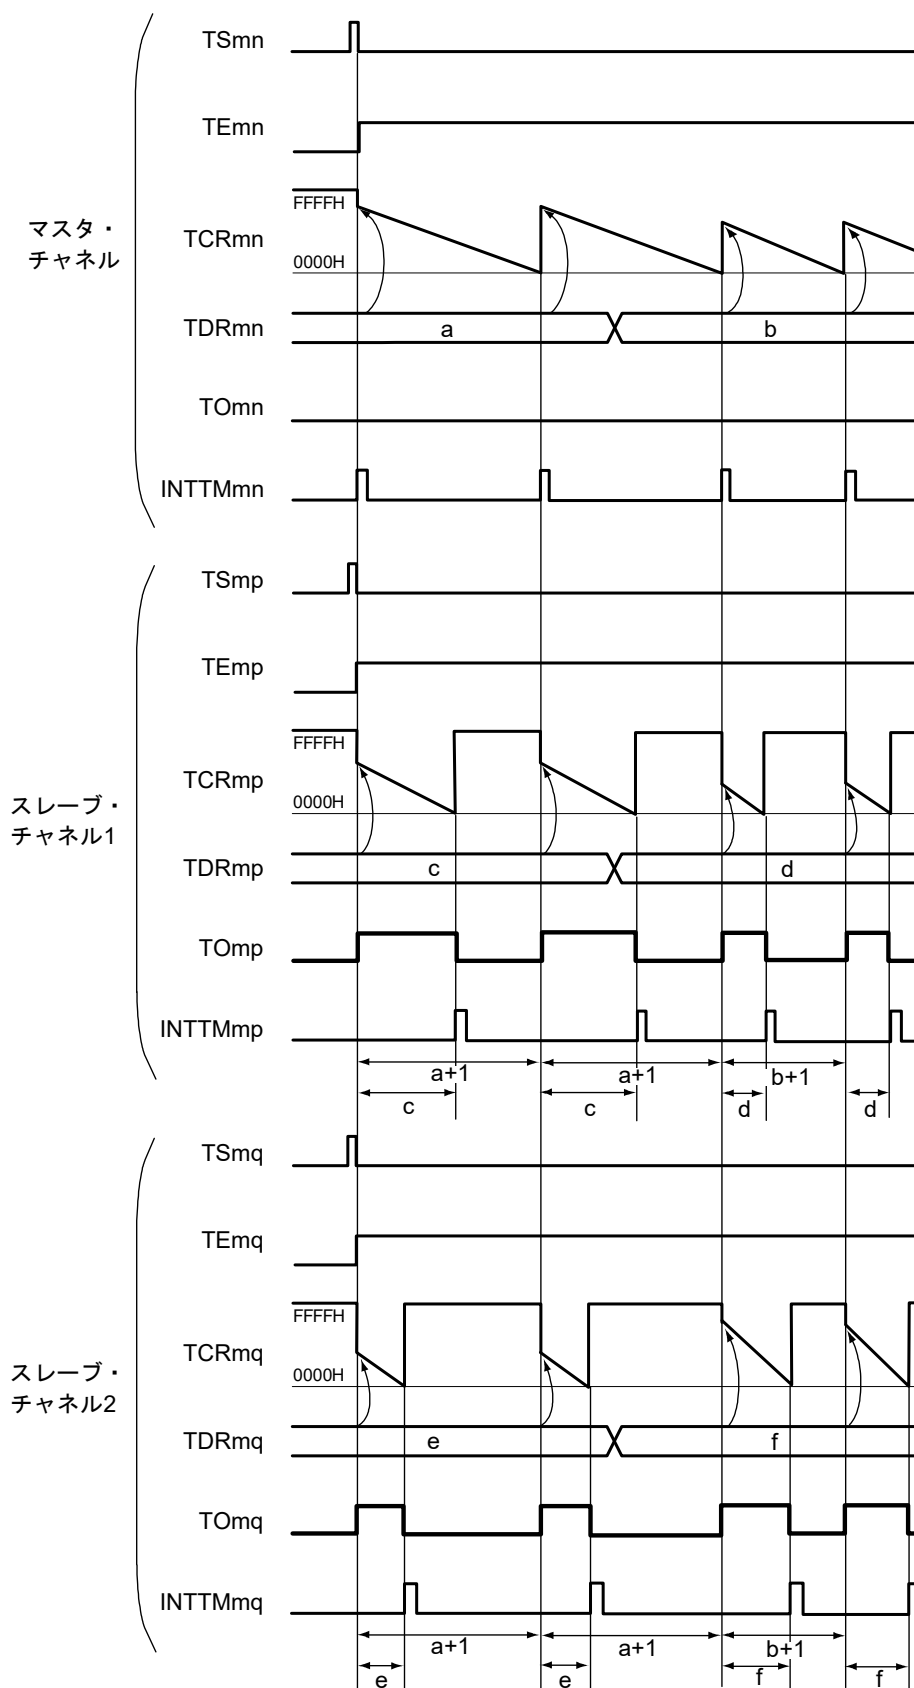 TSmn
TEmn
FFFFH
マスタ・
チャネル
TCRmn
0000H
TDRmn
a
b
TOmn
INTTMmn
TSmp
TEmp
FFFFH
スレーブ・
チャネル1
TCRmp
0000H
TDRmp
c
d
TOmp
INTTMmp
a+1
a+1
b+1
c
c
d
d
TSmq
TEmq
FFFFH
スレーブ・
チャネル2
TCRmq
0000H
TDRmq
e
f
TOmq
INTTMmq
a+1
a+1
b+1
e
e
f
f